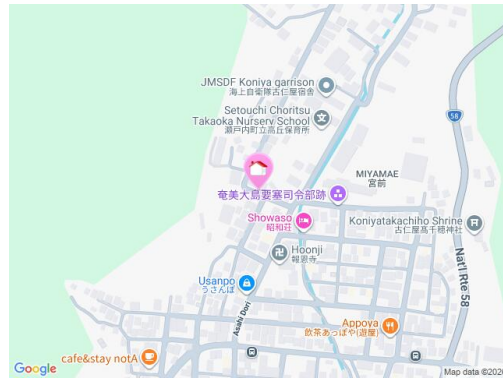 JMSDF Koniya garrison
海上自衛隊古仁屋宿舎
Setouchi Choritsu
Takaoka Nursery School
瀬戸内町立高丘保育所
58
MIYAMAE
宮前
奄美大島要塞司令部跡
Showaso
昭和荘
Koniyatakachiho Shrine
古仁屋高千穂神社
Hoonji
報恩寺
Nat'l Rte 58
Usanpo
うさんぽ
Asahi Dori
Appoya
飲茶あっぽや(遊屋)
cafe&stay notA
Google
Map data ©202